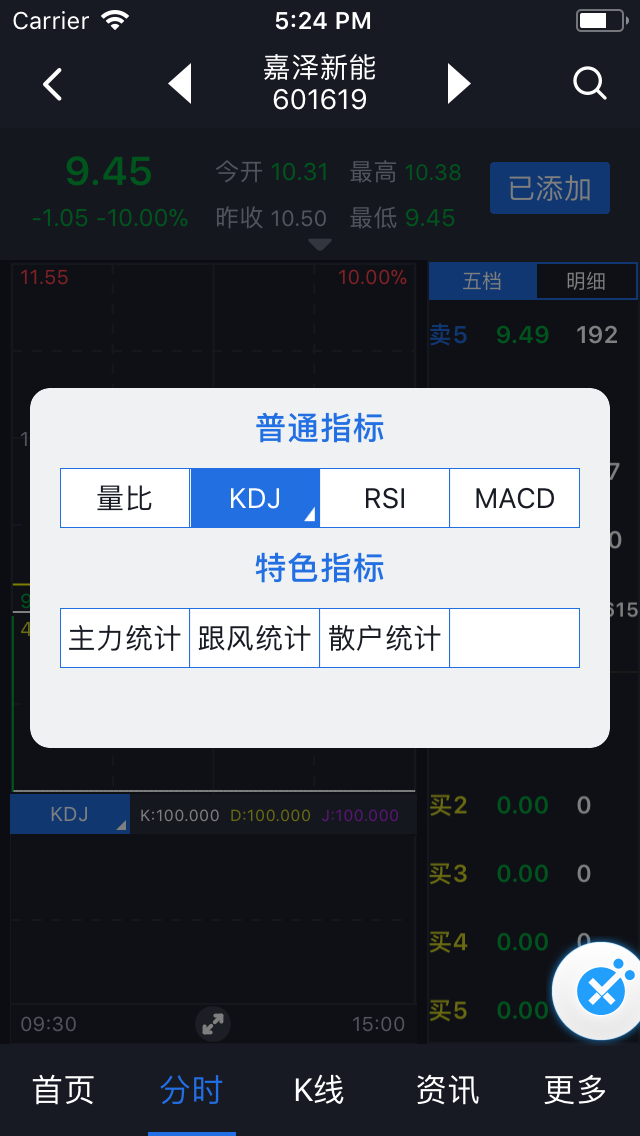 Carrier 5:24 PM
嘉泽新能
601619
9.45 今开 10.31 最高 10.38 已添加
-1.05 -10.00% 昨收 10.50 最低 9.45
11.55 10.00% 五档 明细
卖5 9.49 192
普通指标
量比 KDJ RSI MACD
特色指标
主力统计 跟风统计 散户统计
KDJ K:100.000 D:100.000 J:100.000
买2 0.00 0
买3 0.00 0
买4 0.00 0
买5 0.00
09:30 15:00
首页 分时 K线 资讯 更多